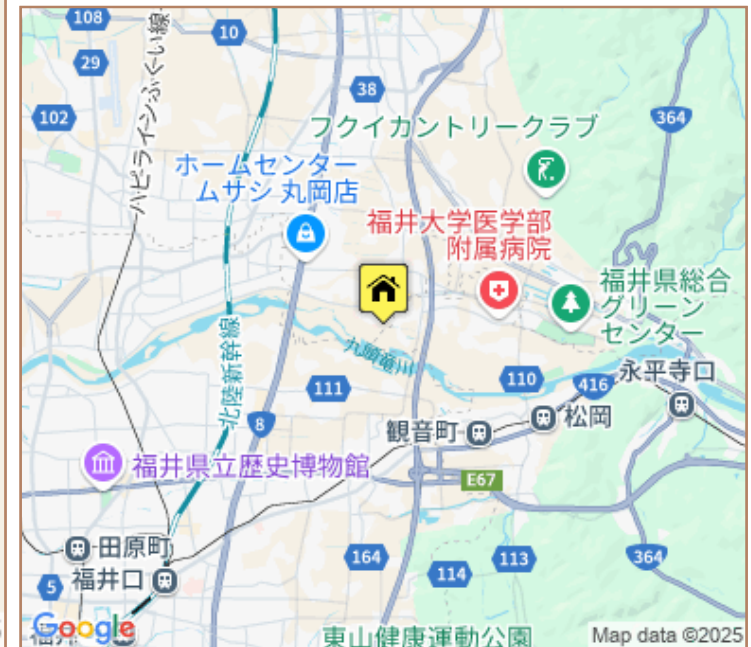 108
10
29
38
102
364
ハピラインふくい線
フクイカントリークラブ
ホームセンター
ムサシ 丸岡店
福井大学医学部
附属病院
福井県総合
グリーン
センター
九頭竜川
北陸新幹線
111
110
416
永平寺口
8
観音町
松岡
福井県立歴史博物館
E67
田原町
164
113
364
福井口
114
5
Google
東山健康運動公園
Map data ©2025